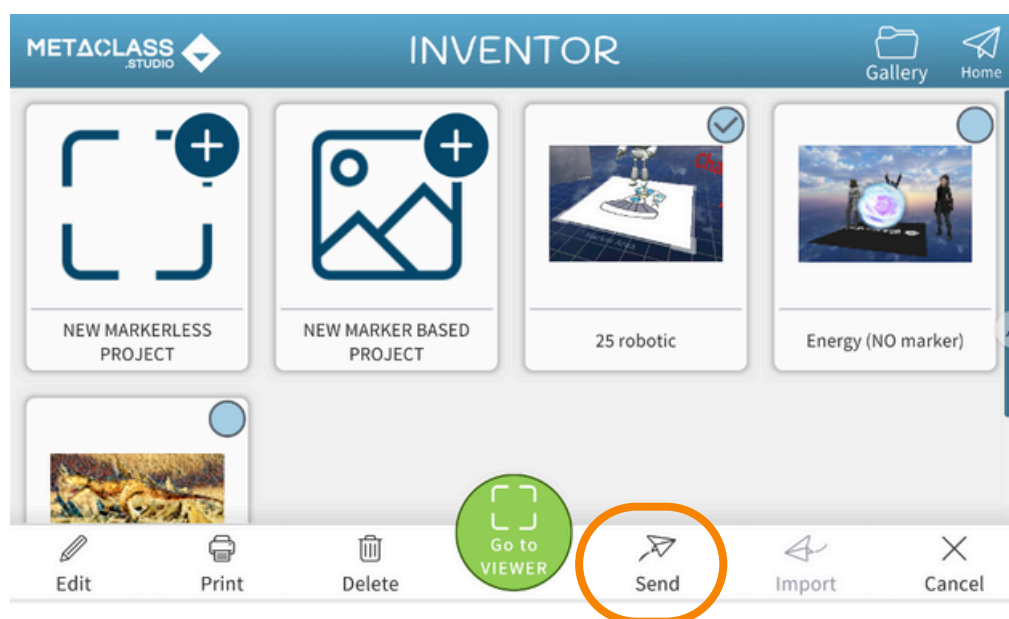 METACLASS
.STUDIO
INVENTOR
Gallery
Home
NEW MARKERLESS
PROJECT
NEW MARKER BASED
PROJECT
25 robotic
Energy (NO marker)
Edit
Print
Delete
Go to
VIEWER
Send
Import
Cancel